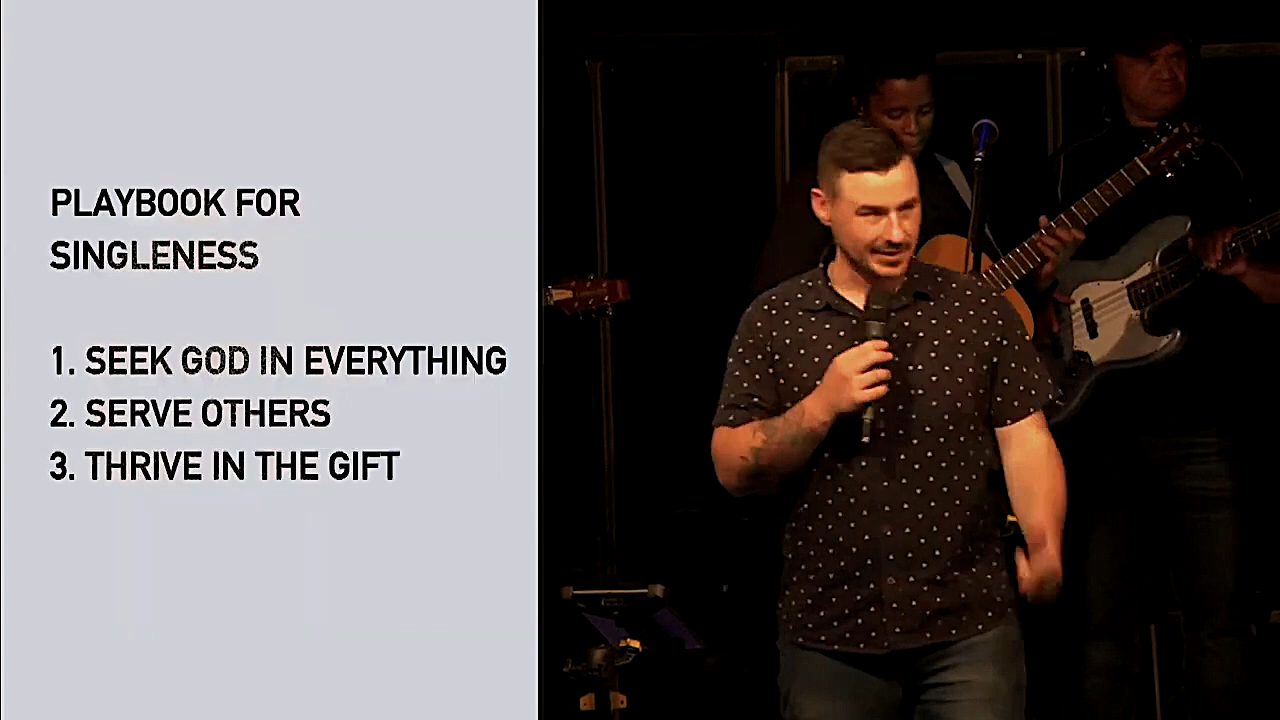 PLAYBOOK FOR
SINGLENESS
1. SEEK GOD IN EVERYTHING
2. SERVE OTHERS
3. THRIVE IN THE GIFT